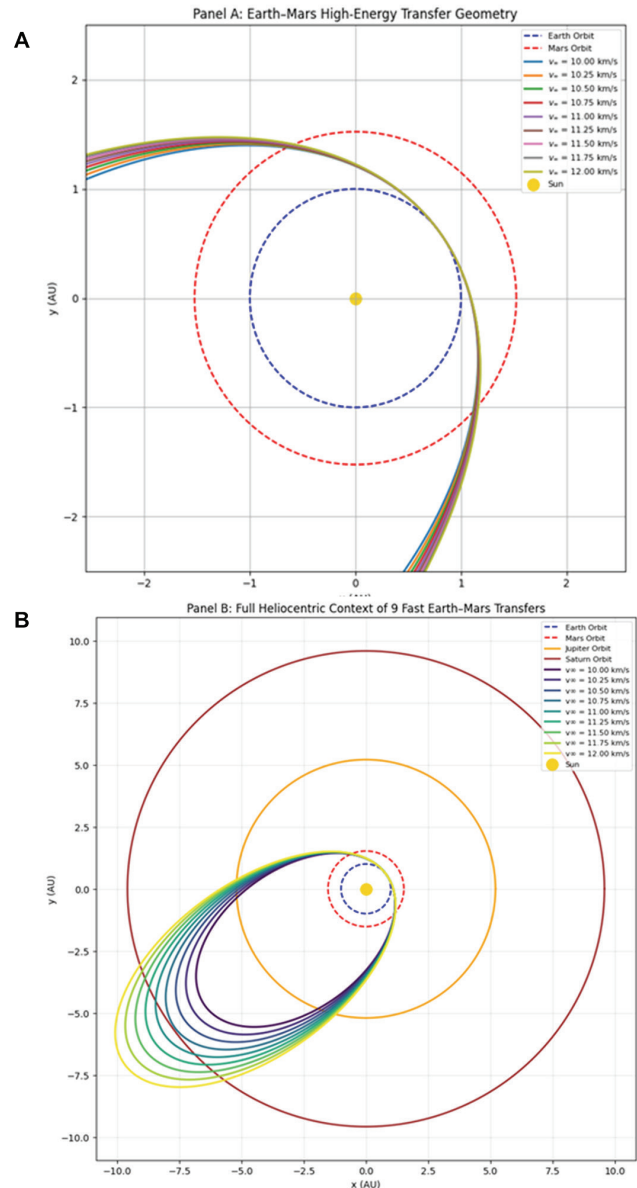 A
Panel A: Earth–Mars High-Energy Transfer Geometry
Earth Orbit
Mars Orbit
v∞ = 10.00 km/s
v∞ = 10.25 km/s
v∞ = 10.50 km/s
v∞ = 10.75 km/s
v∞ = 11.00 km/s
v∞ = 11.25 km/s
v∞ = 11.50 km/s
v∞ = 11.75 km/s
v∞ = 12.00 km/s
Sun
2
1
0
−1
−2
y (AU)
−2 −1 0 1 2
B
Panel B: Full Heliocentric Context of 9 Fast Earth–Mars Transfers
Earth Orbit
Mars Orbit
Jupiter Orbit
Saturn Orbit
v∞ = 10.00 km/s
v∞ = 10.25 km/s
v∞ = 10.50 km/s
v∞ = 10.75 km/s
v∞ = 11.00 km/s
v∞ = 11.25 km/s
v∞ = 11.50 km/s
v∞ = 11.75 km/s
v∞ = 12.00 km/s
Sun
10.0
7.5
5.0
2.5
0.0
−2.5
−5.0
−7.5
−10.0
y (AU)
−10.0 −7.5 −5.0 −2.5 0.0 2.5 5.0 7.5 10.0
x (AU)